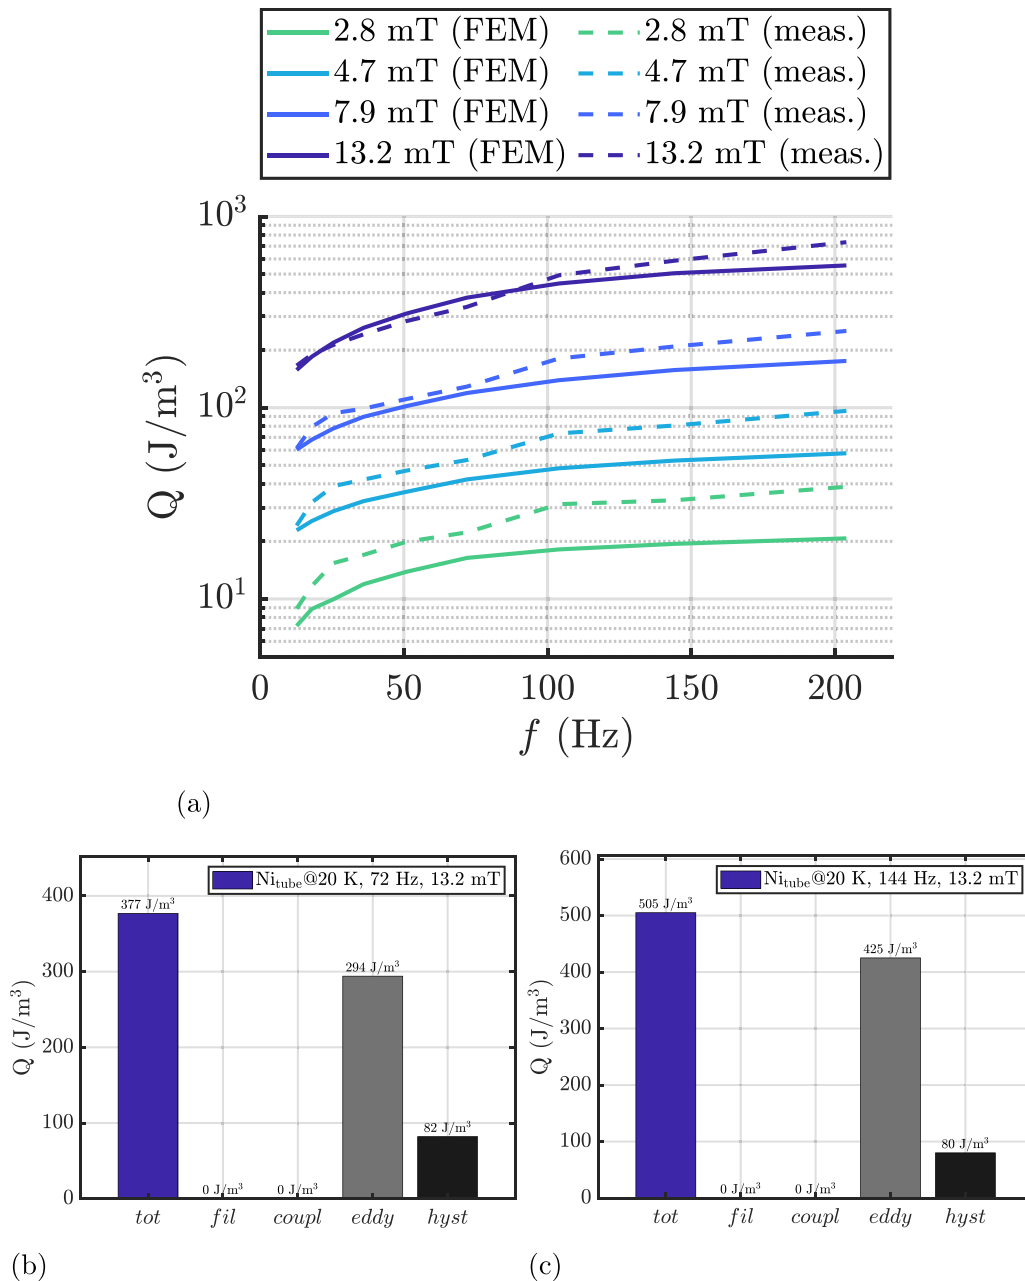 2.8 mT (FEM) 2.8 mT (meas.)
4.7 mT (FEM) 4.7 mT (meas.)
7.9 mT (FEM) 7.9 mT (meas.)
13.2 mT (FEM) 13.2 mT (meas.)
10³
10²
10¹
Q (J/m³)
0 50 100 150 200
f (Hz)
(a)
Ni_tube@20 K, 72 Hz, 13.2 mT
400
300
200
100
0
Q (J/m³)
377 J/m³
0 J/m³
0 J/m³
294 J/m³
82 J/m³
tot fil coupl eddy hyst
(b)
Ni_tube@20 K, 144 Hz, 13.2 mT
600
500
400
300
200
100
0
Q (J/m³)
505 J/m³
0 J/m³
0 J/m³
425 J/m³
80 J/m³
tot fil coupl eddy hyst
(c)